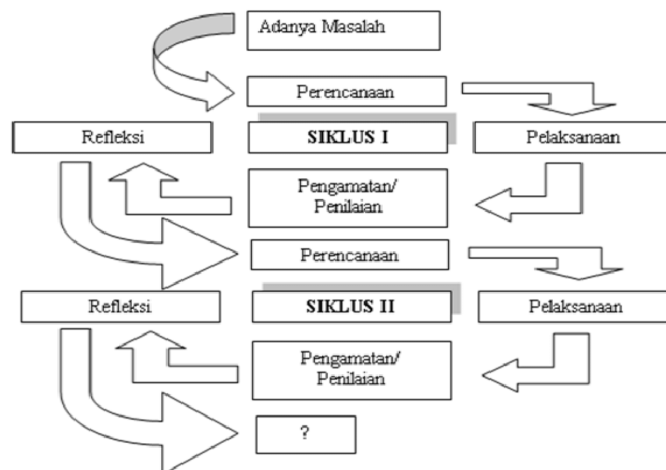 Adanya Masalah
Perencanaan
Refleksi
SIKLUS I
Pelaksanaan
Pengamatan/
Penilaian
Perencanaan
Refleksi
SIKLUS II
Pelaksanaan
Pengamatan/
Penilaian
?